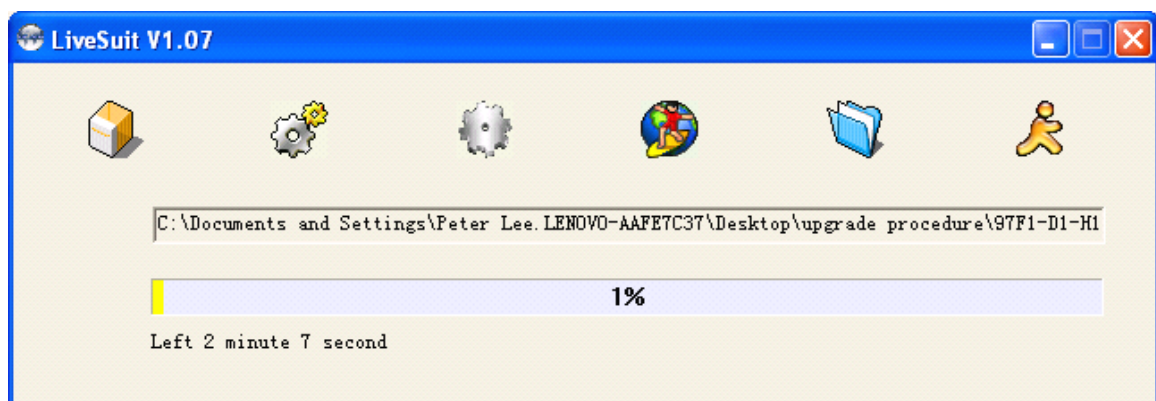 LiveSuit V1.07
C:\Documents and Settings\Peter Lee.LENOVO-AAFE7C37\Desktop\upgrade procedure\97F1-D1-H1
1%
Left 2 minute 7 second